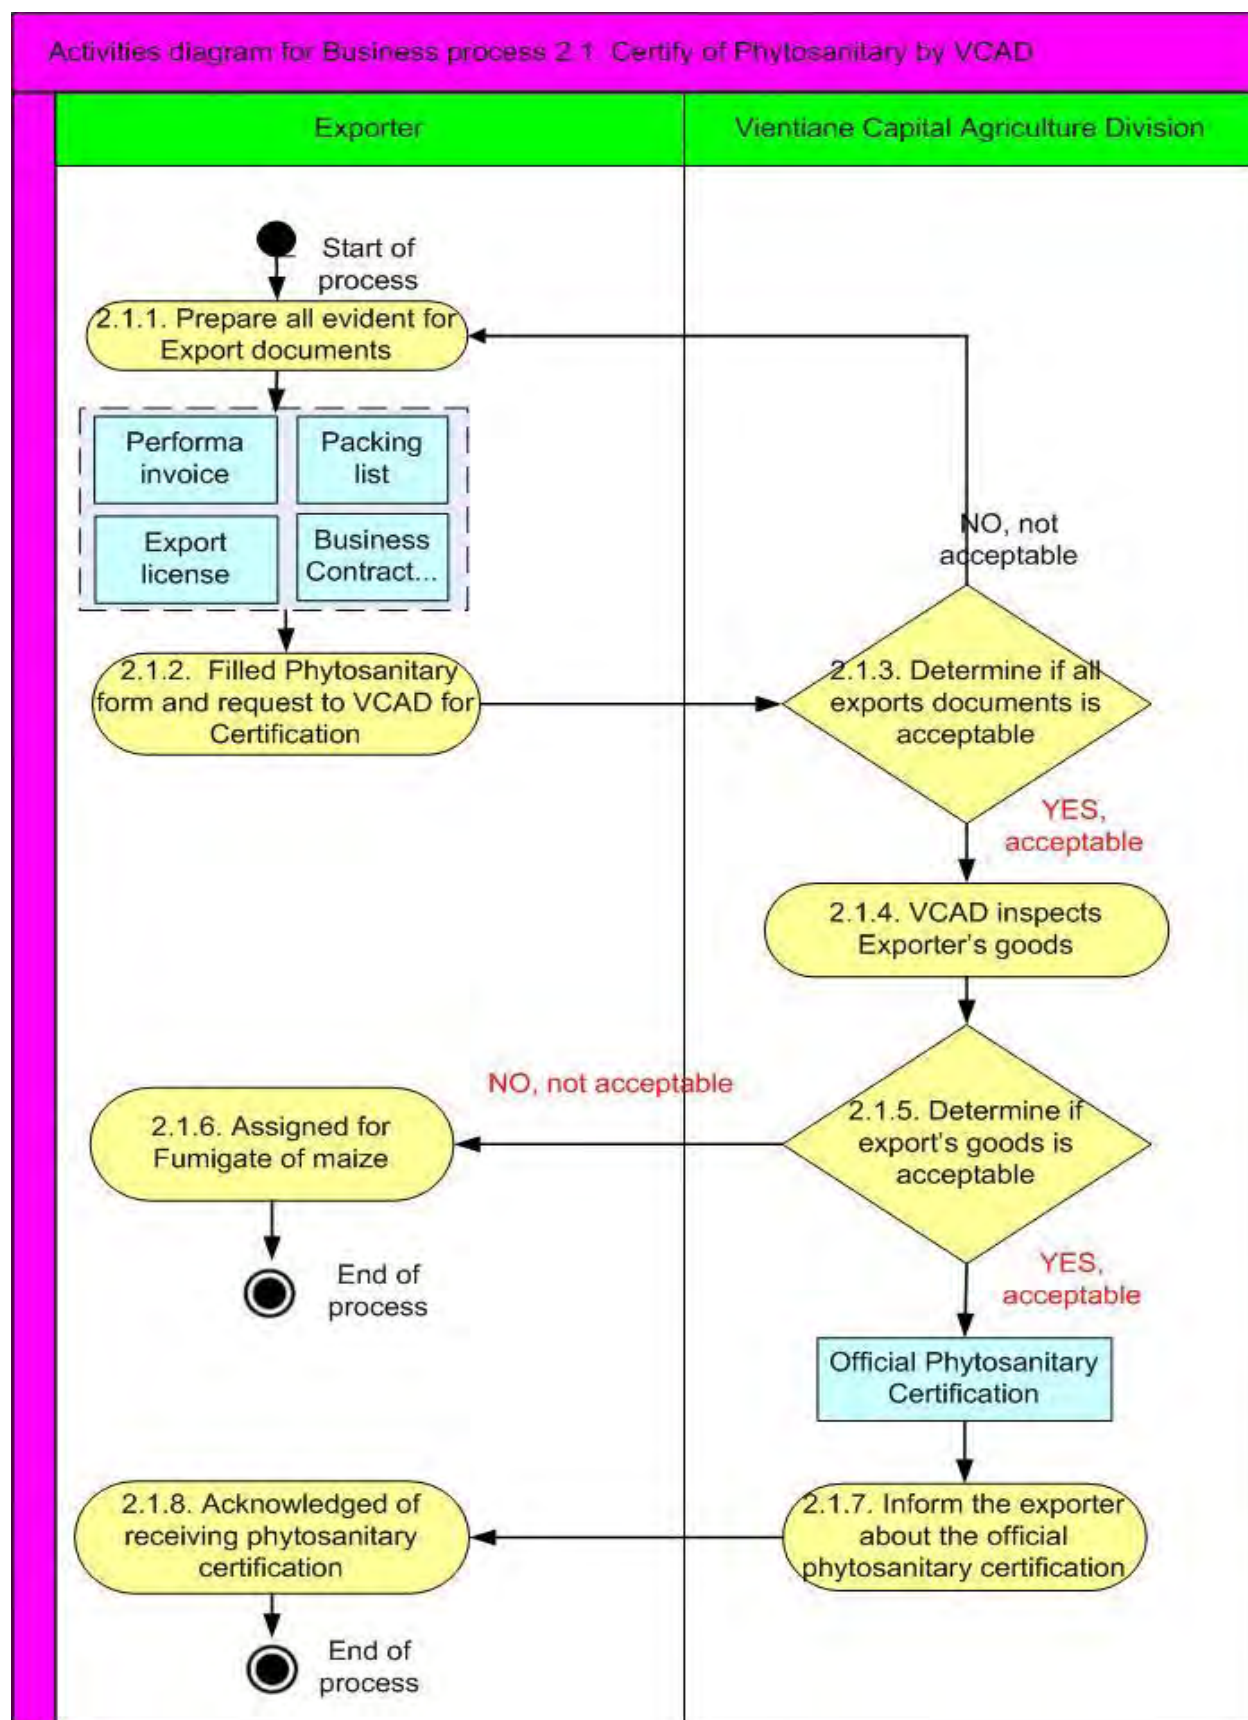 Activities diagram for Business process 2.1 Certify of Phytosanitary by VCAD
Exporter
Vientiane Capital Agriculture Division
Start of
process
2.1.1. Prepare all evident for
Export documents
Performa
invoice
Packing
list
Export
license
Business
Contract...
NO, not
acceptable
2.1.2. Filled Phytosanitary
form and request to VCAD for
Certification
2.1.3. Determine if all
exports documents is
acceptable
YES,
acceptable
2.1.4. VCAD inspects
Exporter's goods
NO, not acceptable
2.1.5. Determine if
export's goods is
acceptable
2.1.6. Assigned for
Fumigate of maize
End of
process
YES,
acceptable
Official Phytosanitary
Certification
2.1.7. Inform the exporter
about the official
phytosanitary certification
2.1.8. Acknowledged of
receiving phytosanitary
certification
End of
process